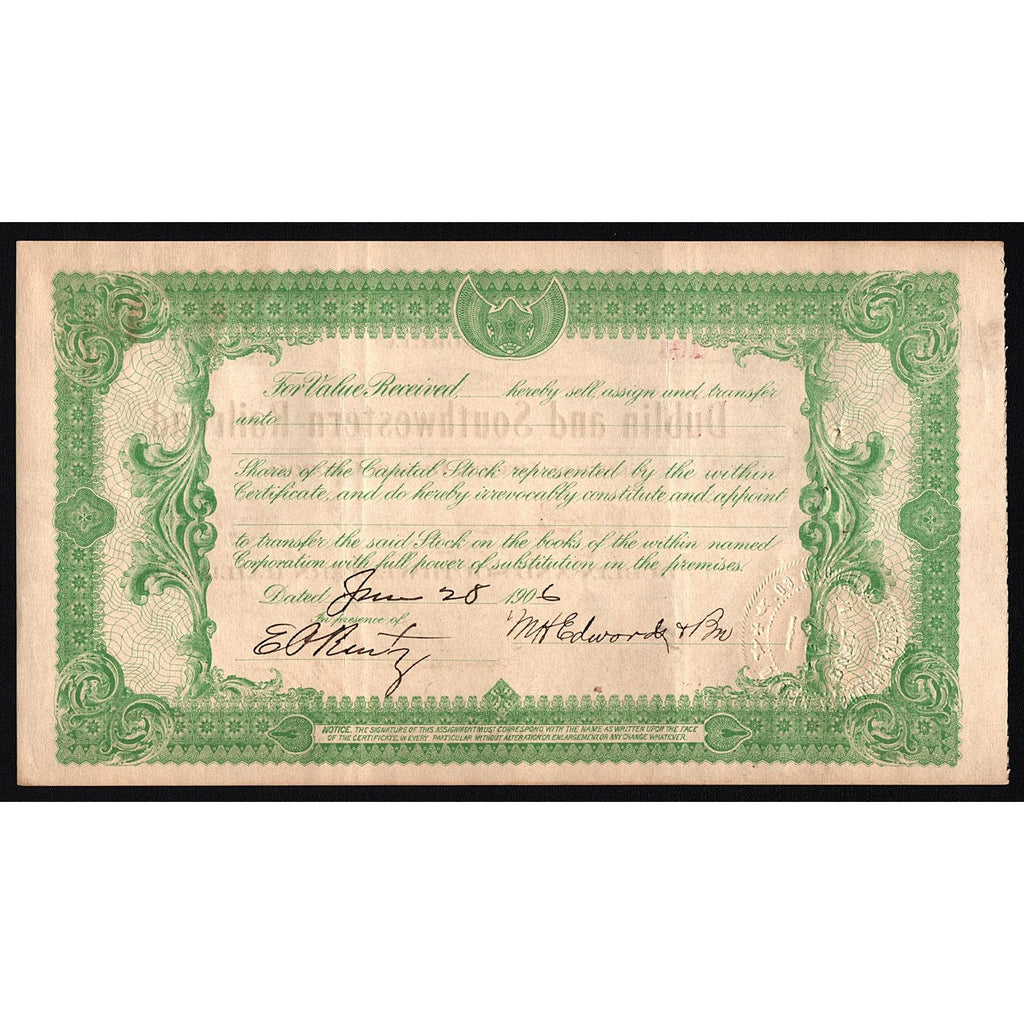 For Value Received, hereby sell, assign and transfer
unto
Dublin and Southwestern Railroad
Shares of the Capital Stock represented by the within
Certificate, and do hereby irrevocably constitute and appoint
to transfer the said Stock on the books of the within named
Corporation with full power of substitution in the premises.
Dated 28 1906
In presence of
M H Edwards & Bro
NOTICE. THE SIGNATURE OF THIS ASSIGNMENT MUST CORRESPOND WITH THE NAME AS WRITTEN UPON THE FACE
OF THE CERTIFICATE, IN EVERY PARTICULAR WITHOUT ALTERATION OR ENLARGEMENT OR ANY CHANGE WHATEVER.